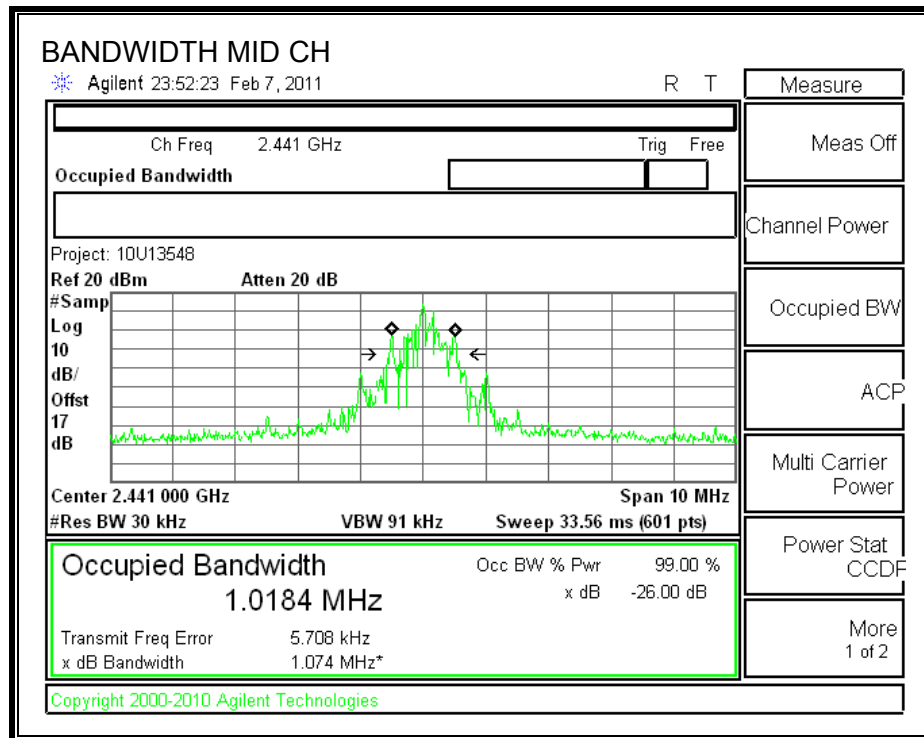 BANDWIDTH MID CH
Agilent 23:52:23 Feb 7, 2011 R T
Measure
Ch Freq 2.441 GHz Trig Free
Meas Off
Occupied Bandwidth
Channel Power
Project: 10U13548
Ref 20 dBm Atten 20 dB
#Samp
Log
10
dB/
Offst
17
dB
Occupied BW
ACP
Center 2.441 000 GHz Span 10 MHz
#Res BW 30 kHz VBW 91 kHz Sweep 33.56 ms (601 pts)
Multi Carrier
Power
Occupied Bandwidth Occ BW % Pwr 99.00 %
1.0184 MHz x dB -26.00 dB
Transmit Freq Error 5.708 kHz
x dB Bandwidth 1.074 MHz*
Power Stat
CCDF
More
1 of 2
Copyright 2000-2010 Agilent Technologies